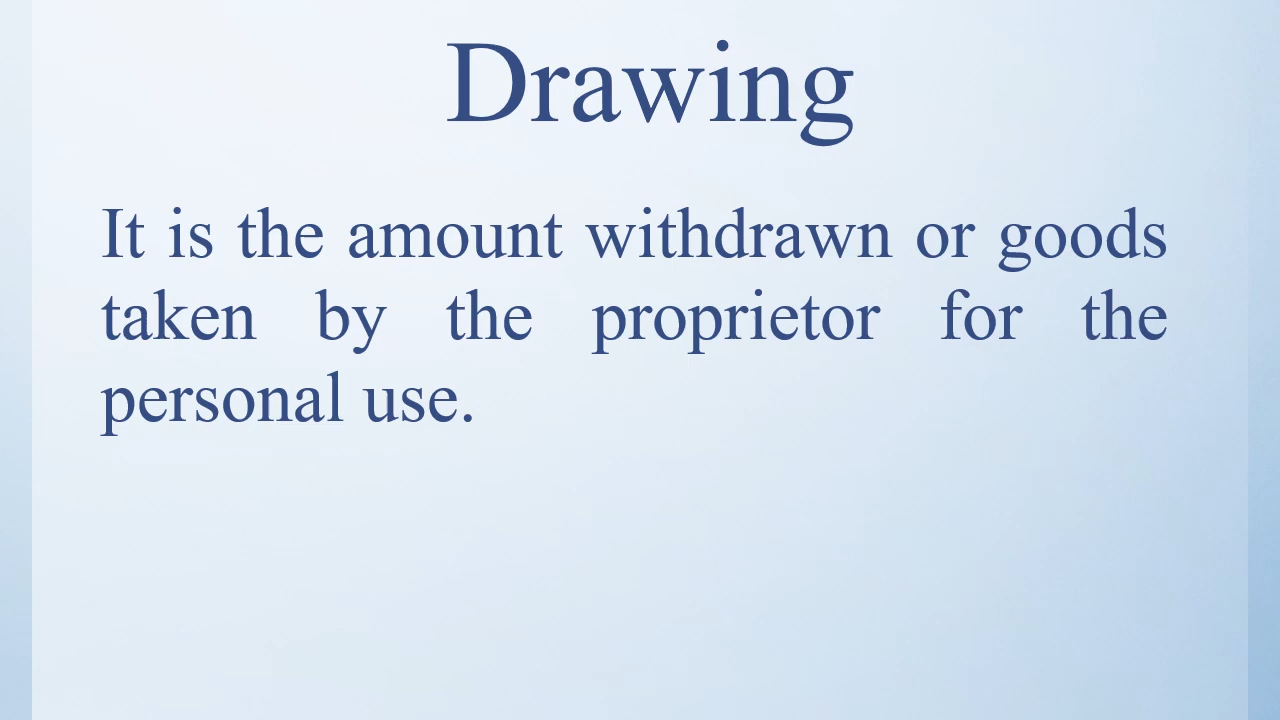 Drawing
It is the amount withdrawn or goods
taken by the proprietor for the
personal use.